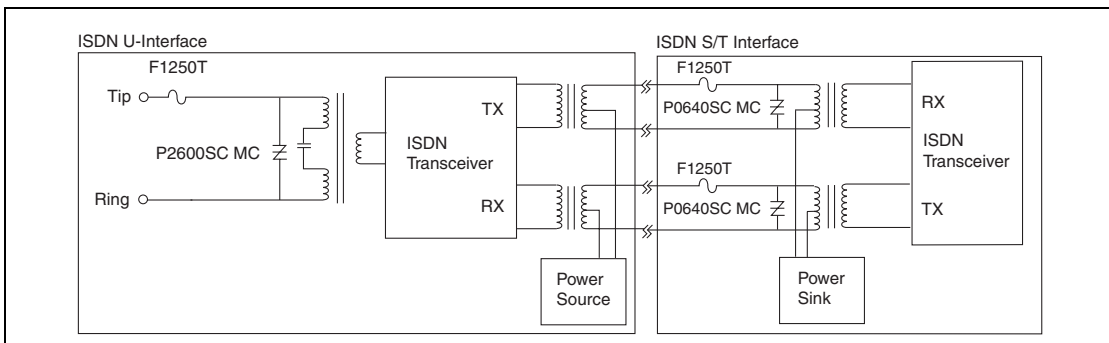 ISDN U-Interface
F1250T
Tip
P2600SC MC
Ring
TX
ISDN
Transceiver
RX
Power
Source
ISDN S/T Interface
F1250T
P0640SC MC
F1250T
P0640SC MC
RX
ISDN
Transceiver
TX
Power
Sink